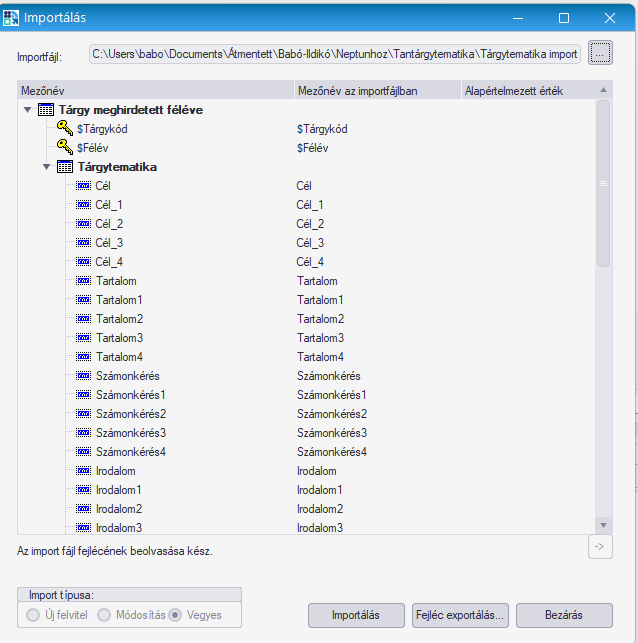 Importálás
Importfájl: C:\Users\babo\Documents\Átmentett\Babó-Ildikó\Neptunhoz\Tantárgytematika\Tárgytematika import ...
Mezőnév Mezőnév az importfájlban Alapértelmezett érték
Tárgy meghirdetett féléve
$Tárgykód $Tárgykód
$Félév $Félév
Tárgytematika
Cél Cél
Cél_1 Cél_1
Cél_2 Cél_2
Cél_3 Cél_3
Cél_4 Cél_4
Tartalom Tartalom
Tartalom1 Tartalom1
Tartalom2 Tartalom2
Tartalom3 Tartalom3
Tartalom4 Tartalom4
Számonkérés Számonkérés
Számonkérés1 Számonkérés1
Számonkérés2 Számonkérés2
Számonkérés3 Számonkérés3
Számonkérés4 Számonkérés4
Irodalom Irodalom
Irodalom1 Irodalom1
Irodalom2 Irodalom2
Irodalom3 Irodalom3
Az import fájl fejlécének beolvasása kész. ->
Import típusa:
Új felvitel Módosítás Vegyes Importálás Fejléc exportálás... Bezárás